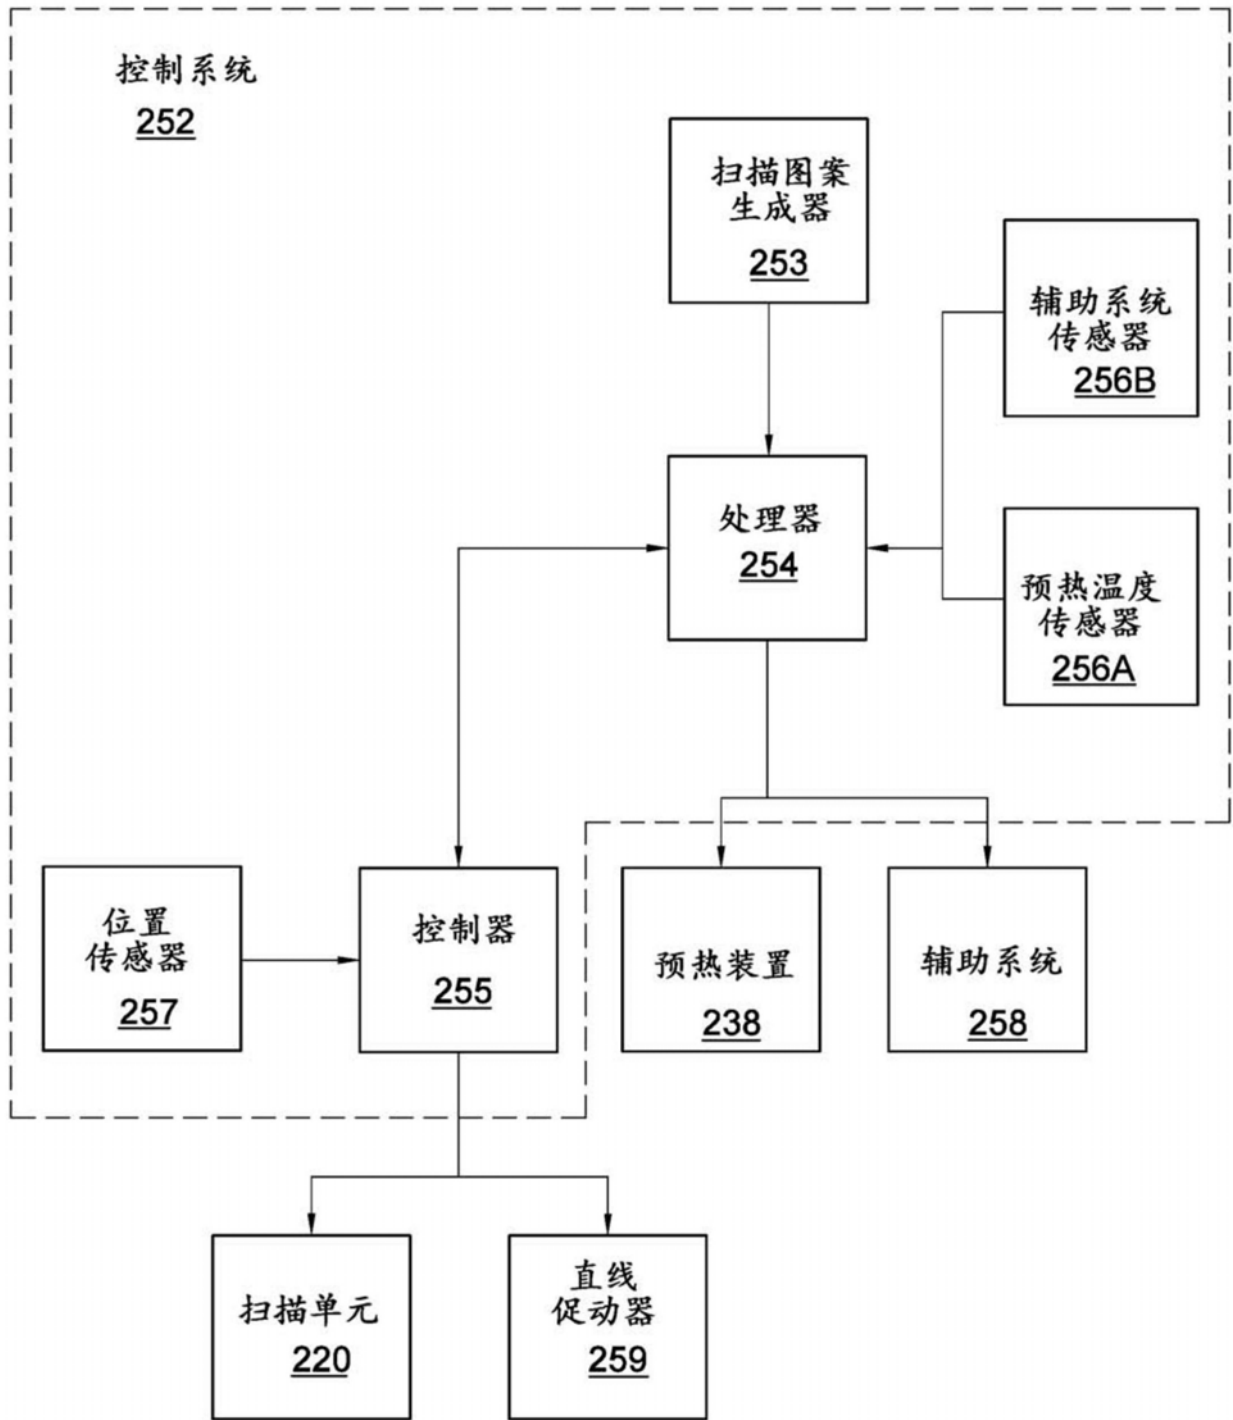 控制系统
252
扫描图案
生成器
253
辅助系统
传感器
256B
处理器
254
预热温度
传感器
256A
位置
传感器
257
控制器
255
预热装置
238
辅助系统
258
扫描单元
220
直线
促动器
259